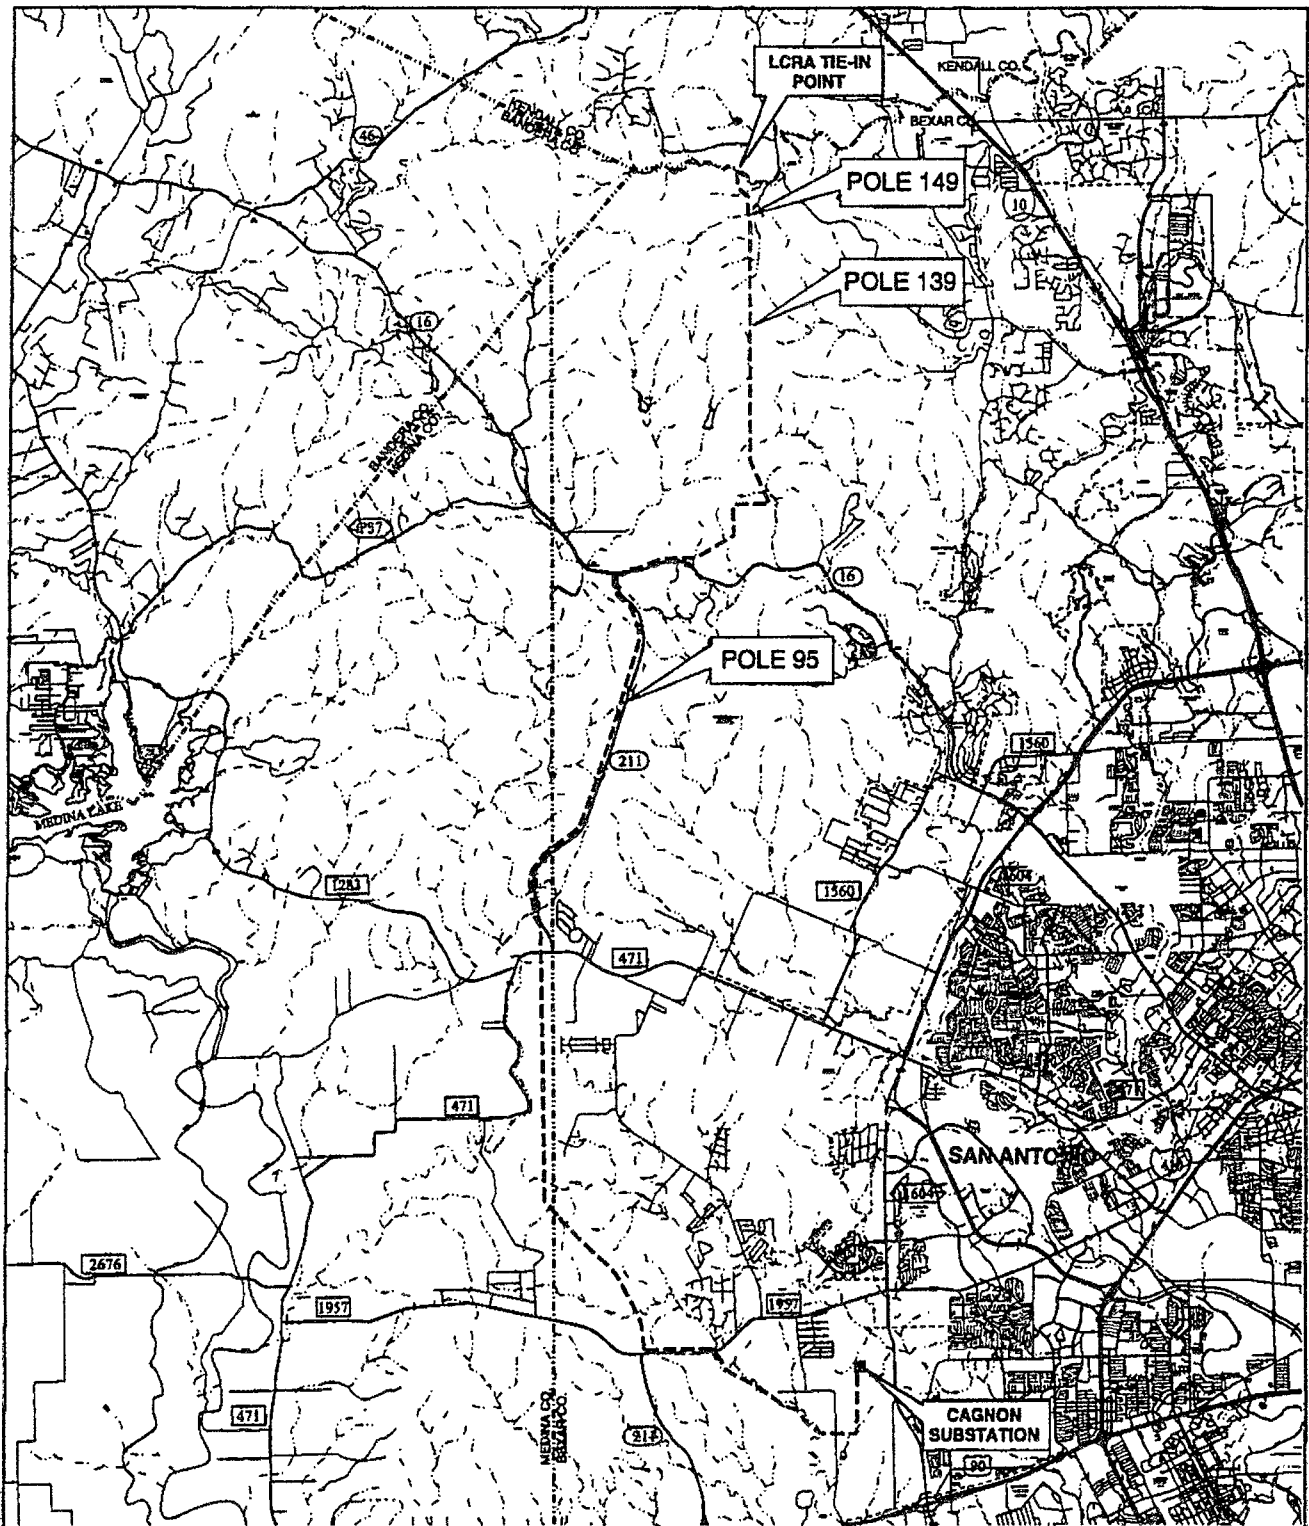 LCRA TIE-IN
POINT
KENDALL CO.
BEXAR CO.
KENDALL CO.
BANDERA CO.
46
POLE 149
10
POLE 139
16
BANDERA CO.
MEDINA CO.
16
POLE 95
1560
211
MEDINA LAKE
1283
1560
1604
471
471
471
SAN ANTONIO
1604
2676
1957
1957
MEDINA CO.
BEXAR CO.
471
211
CAGNON
SUBSTATION
90